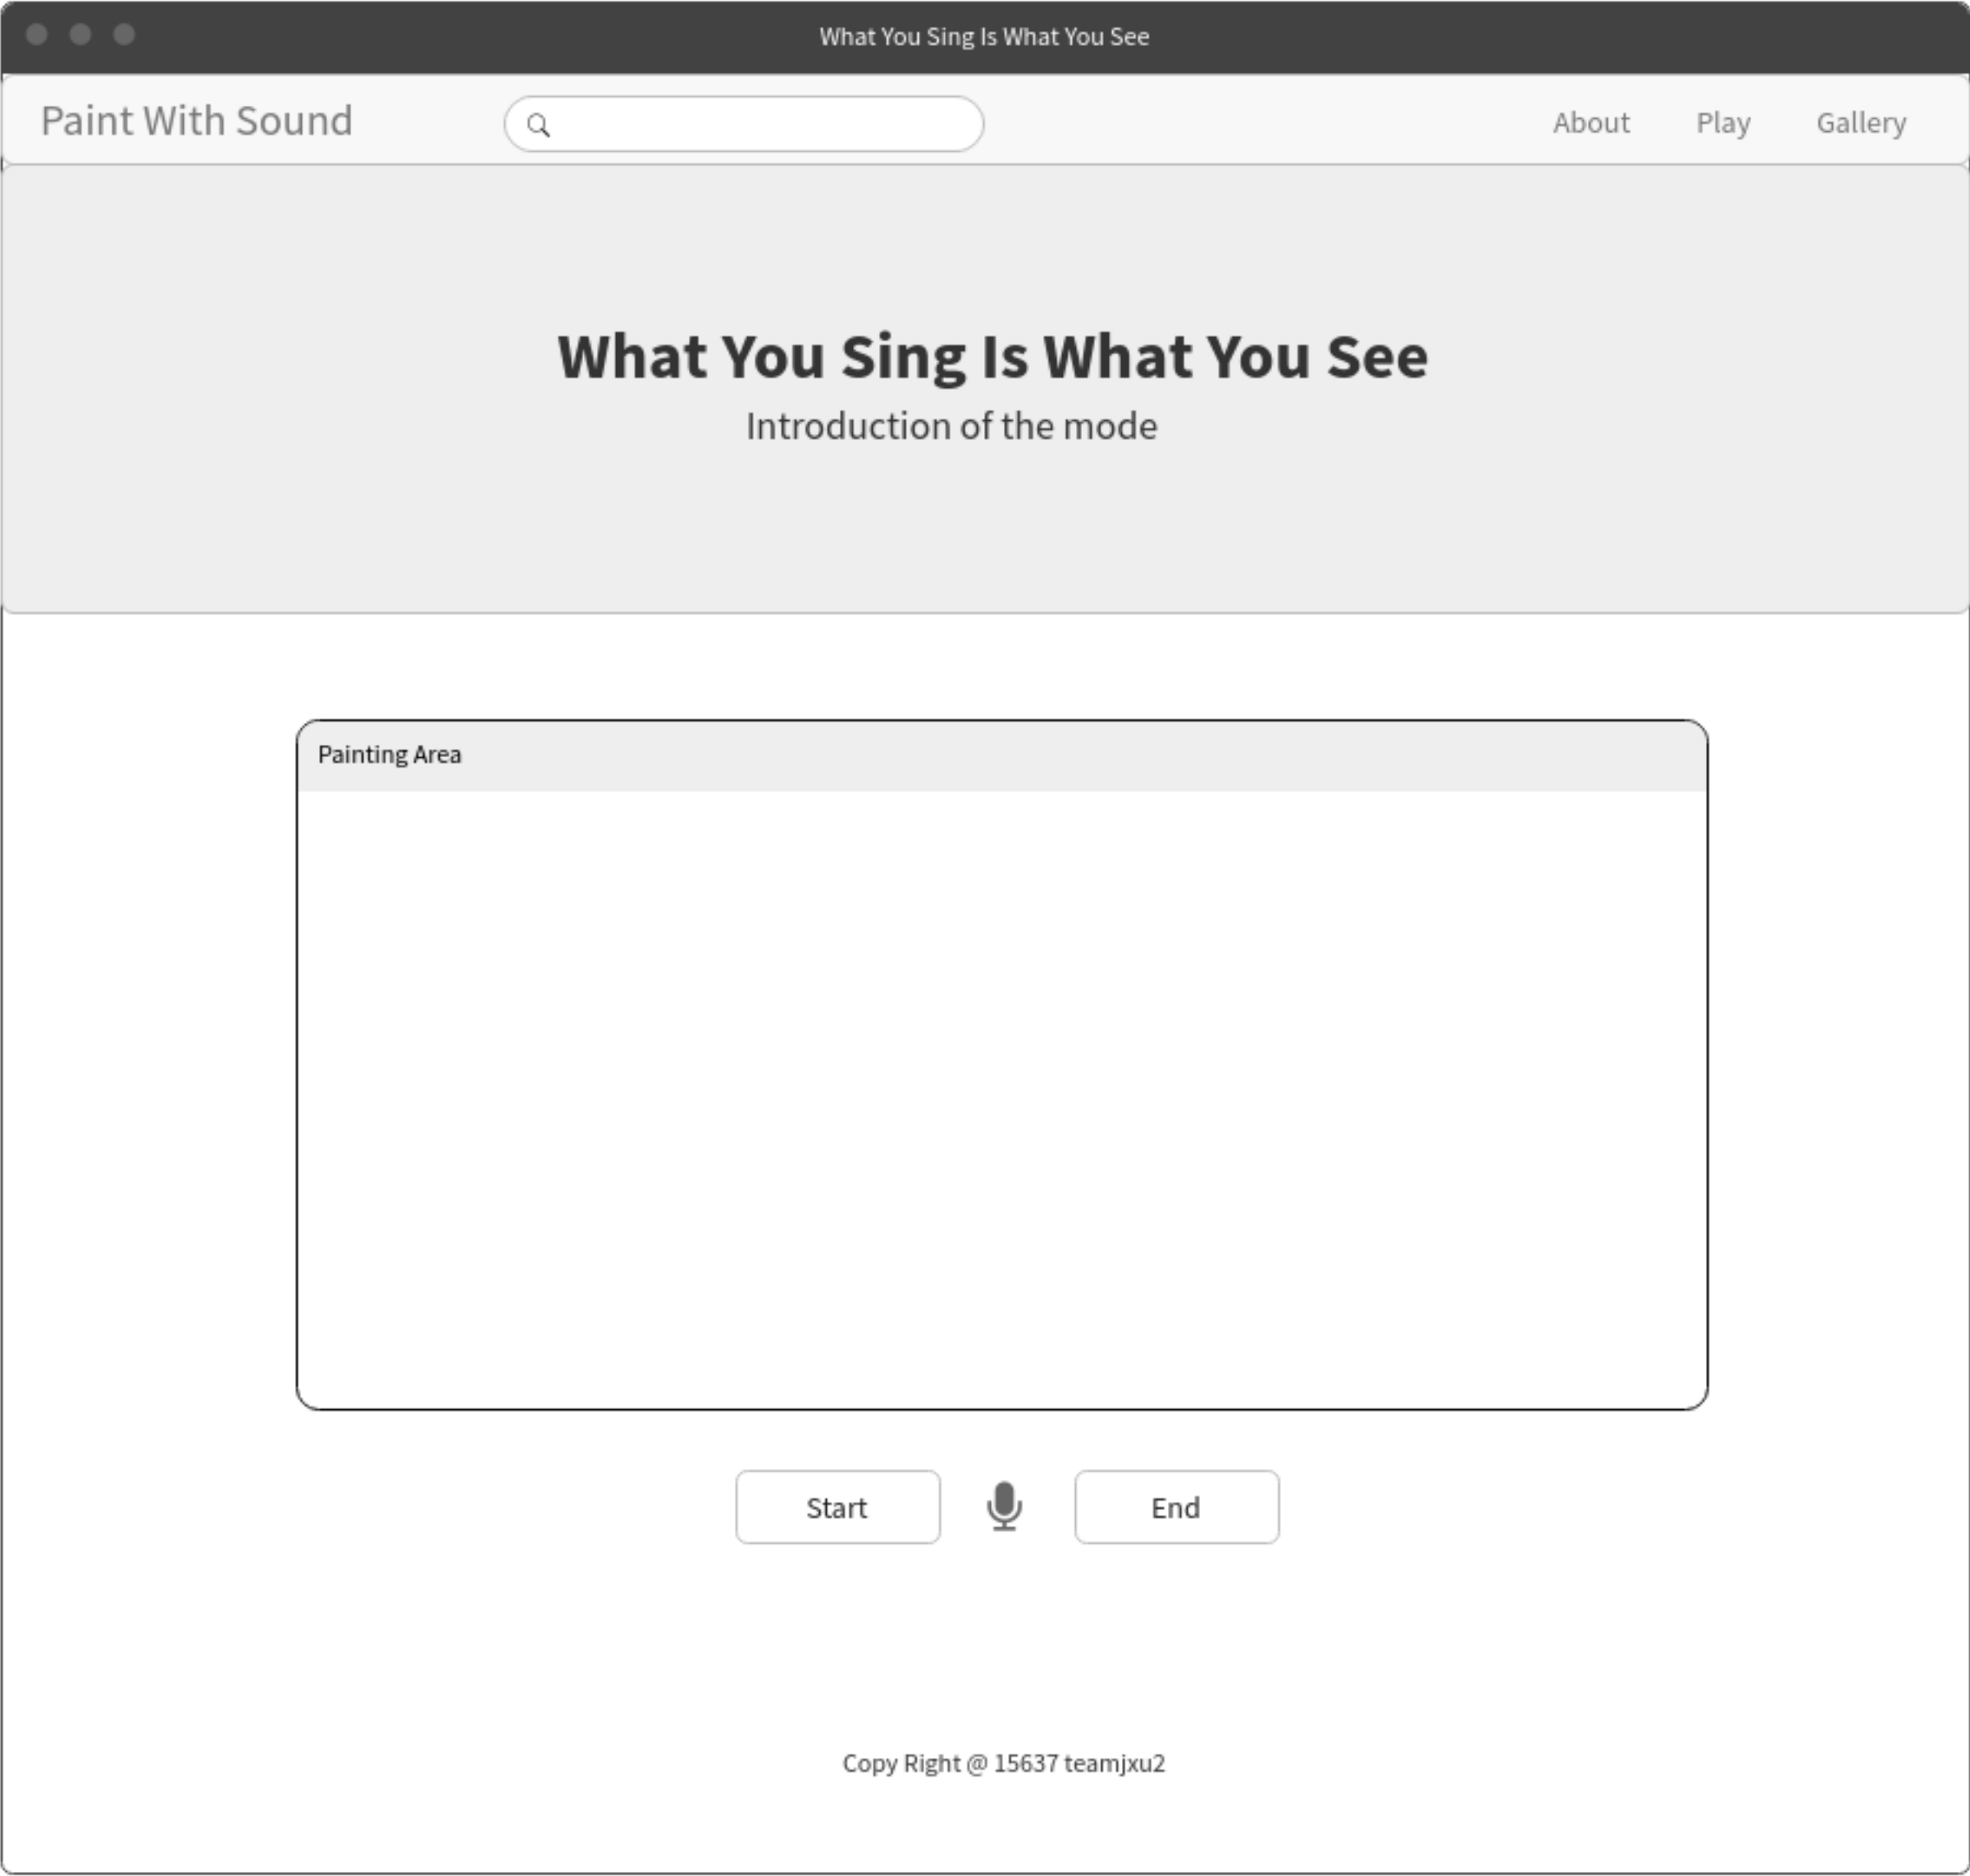 What You Sing Is What You See
Paint With Sound
About Play Gallery
What You Sing Is What You See
Introduction of the mode
Painting Area
Start End
Copy Right @ 15637 teamjxu2